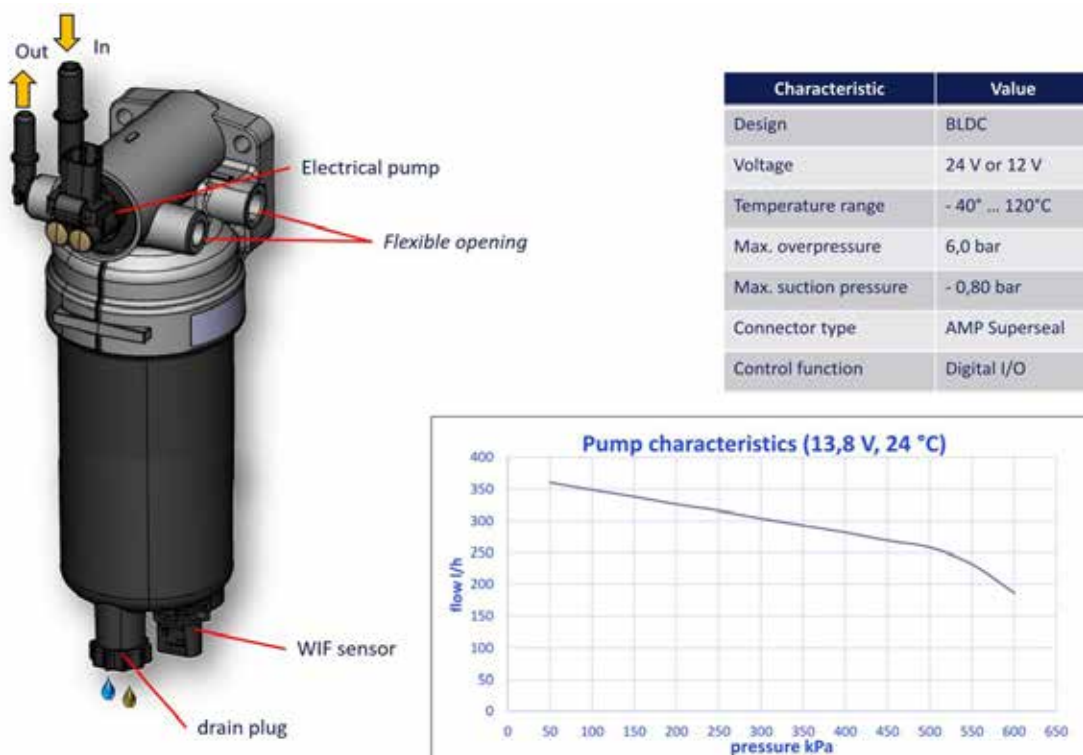 Out
In
Electrical pump
Flexible opening
WIF sensor
drain plug
Characteristic Value
Design BLDC
Voltage 24 V or 12 V
Temperature range - 40° ... 120°C
Max. overpressure 6,0 bar
Max. suction pressure - 0,80 bar
Connector type AMP Superseal
Control function Digital I/O
Pump characteristics (13,8 V, 24 °C)
flow l/h
400
350
300
250
200
150
100
50
0
0 50 100 150 200 250 300 350 400 450 500 550 600 650
pressure kPa